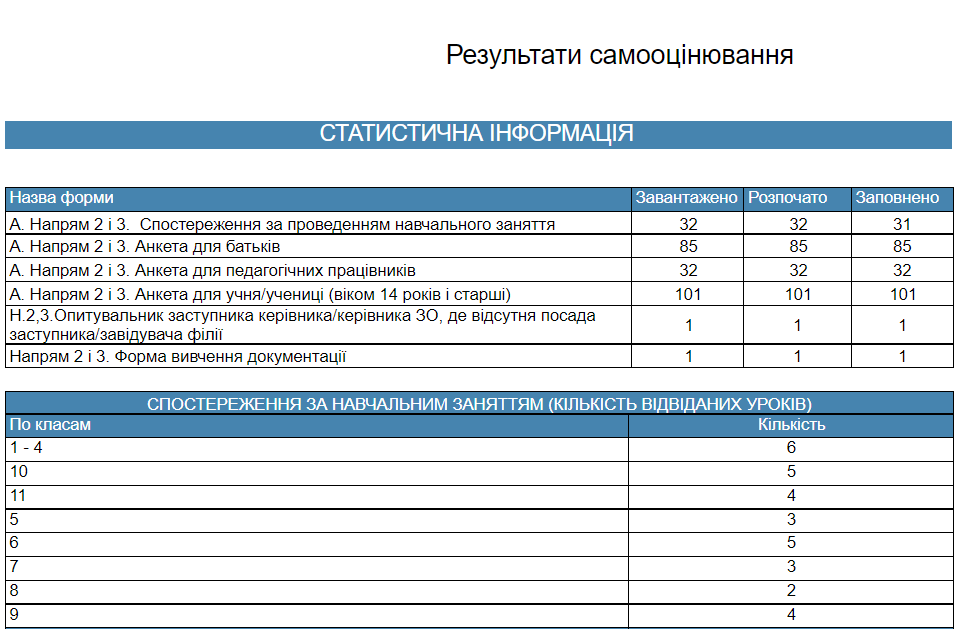 Результати самооцінювання
СТАТИСТИЧНА ІНФОРМАЦІЯ
Назва форми Завантажено Розпочато Заповнено
А. Напрям 2 і 3.  Спостереження за проведенням навчального заняття 32 32 31
А. Напрям 2 і 3. Анкета для батьків 85 85 85
А. Напрям 2 і 3. Анкета для педагогічних працівників 32 32 32
А. Напрям 2 і 3. Анкета для учня/учениці (віком 14 років і старші) 101 101 101
Н.2,3.Опитувальник заступника керівника/керівника ЗО, де відсутня посада
заступника/завідувача філії 1 1 1
Напрям 2 і 3. Форма вивчення документації 1 1 1
СПОСТЕРЕЖЕННЯ ЗА НАВЧАЛЬНИМ ЗАНЯТТЯМ (КІЛЬКІСТЬ ВІДВІДАНИХ УРОКІВ)
По класам Кількість
1 - 4 6
10 5
11 4
5 3
6 5
7 3
8 2
9 4